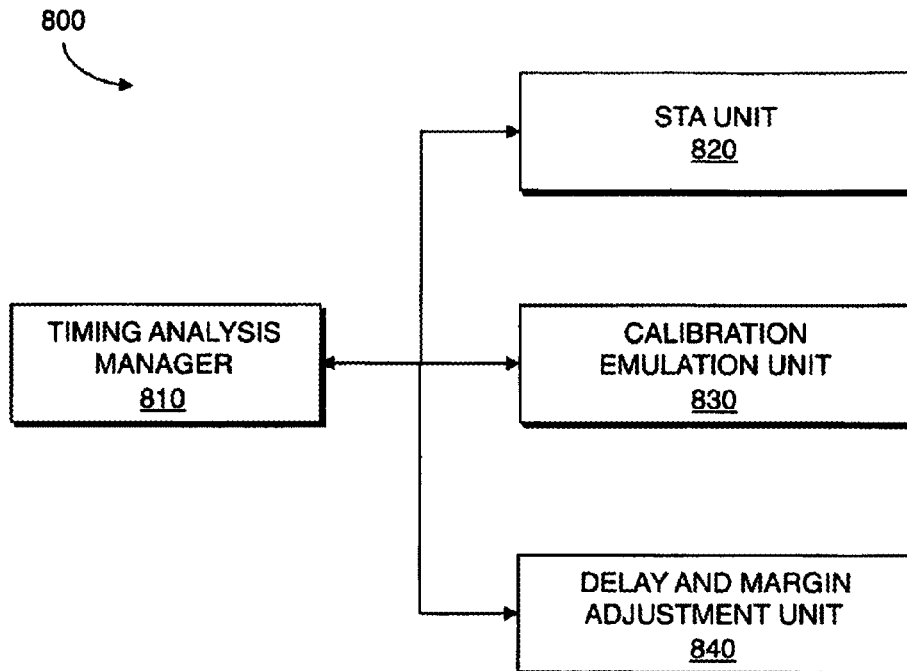 800
STA UNIT
820
TIMING ANALYSIS
MANAGER
810
CALIBRATION
EMULATION UNIT
830
DELAY AND MARGIN
ADJUSTMENT UNIT
840